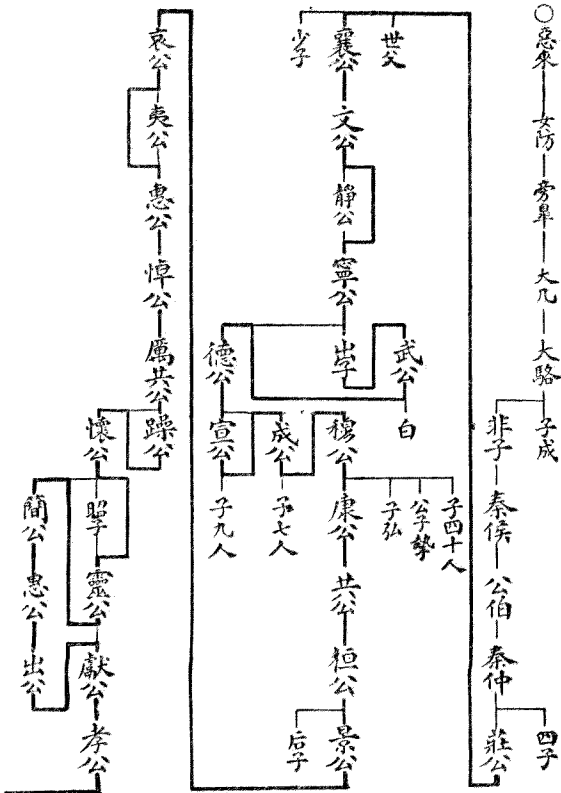 ○惡來
女防
旁皐
大几
大駱
子成
非子
秦侯
公伯
秦仲
四子
莊公
世父
襄公
少子
文公
靜公
寧公
武公
出子
德公
白
穆公
成公
宣公
子四十人
公子摯
子弘
康公
子七人
子九人
共公
桓公
景公
后子
哀公
夷公
惠公
悼公
厲共公
躁公
懷公
昭子
靈公
簡公
惠公
出公
獻公
孝公